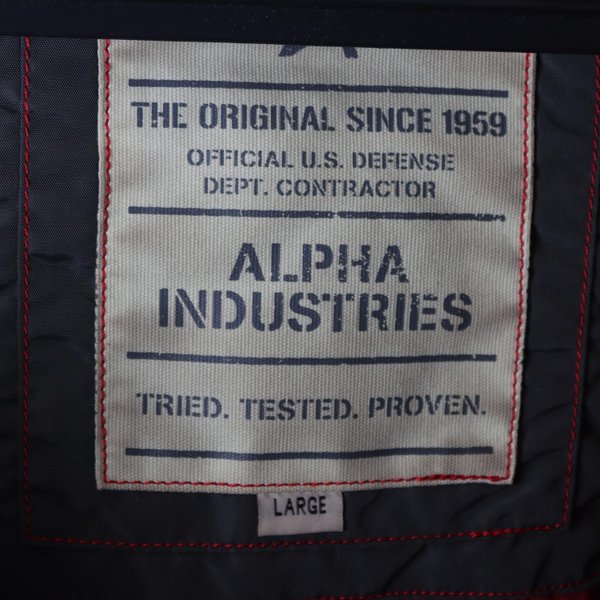 THE ORIGINAL SINCE 1959
OFFICIAL U.S. DEFENSE
DEPT. CONTRACTOR
ALPHA
INDUSTRIES
TRIED. TESTED. PROVEN.
LARGE